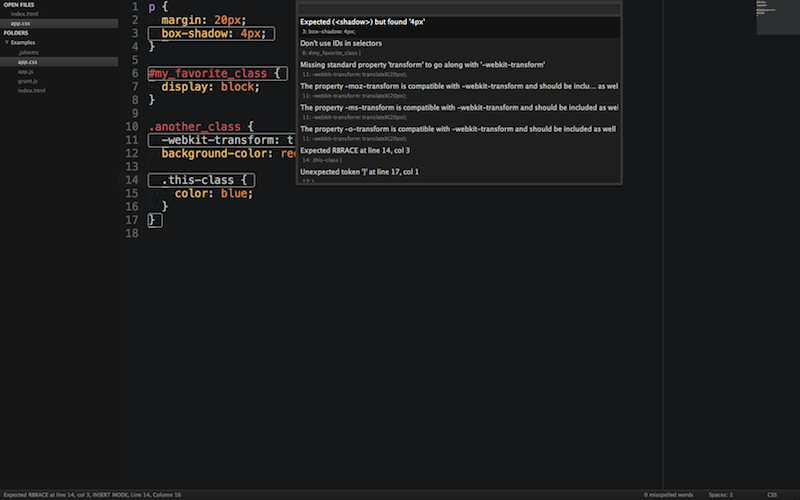 OPEN FILES
index.html
app.css
FOLDERS
Examples
.jshintrc
app.css
app.js
grunt.js
index.html
1 p {
2 margin: 20px;
3 box-shadow: 4px;
4 }
5
6 #my_favorite_class {
7 display: block;
8 }
9
10 .another_class {
11 -webkit-transform: t
12 background-color: re
13
14 .this-class {
15 color: blue;
16 }
17 }
18
Expected (<shadow>) but found '4px'
3: box-shadow: 4px;
Don't use IDs in selectors
6: #my_favorite_class {
Missing standard property 'transform' to go along with '-webkit-transform'
11: -webkit-transform: translateX(20px);
The property -moz-transform is compatible with -webkit-transform and should be inclu... as well
11: -webkit-transform: translateX(20px);
The property -ms-transform is compatible with -webkit-transform and should be included as wel
11: -webkit-transform: translateX(20px);
The property -o-transform is compatible with -webkit-transform and should be included as well
11: -webkit-transform: translateX(20px);
Expected RBRACE at line 14, col 3
14: .this-class {
Unexpected token '}' at line 17, col 1
17: }
Expected RBRACE at line 14, col 3, INSERT MODE, Line 14, Column 16
0 misspelled words
Spaces: 2
CSS